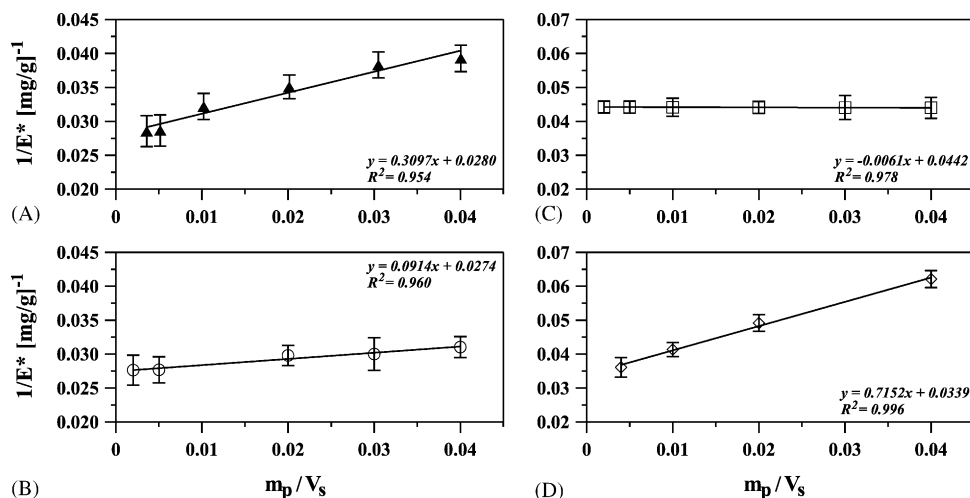 0.045
0.040
0.035
0.030
0.025
0.020
1/E* [mg/g]-1
y = 0.3097x + 0.0280
R2 = 0.954
(A)
0 0.01 0.02 0.03 0.04
0.07
0.06
0.05
0.04
0.03
0.02
0
y = -0.0061x + 0.0442
R2 = 0.978
(C)
0 0.01 0.02 0.03 0.04
0.045
0.040
0.035
0.030
0.025
0.020
1/E* [mg/g]-1
y = 0.0914x + 0.0274
R2 = 0.960
0 0.01 0.02 0.03 0.04
(B)
mp / Vs
0.07
0.06
0.05
0.04
0.03
0.02
y = 0.7152x + 0.0339
R2 = 0.996
0 0.01 0.02 0.03 0.04
(D)
mp / Vs